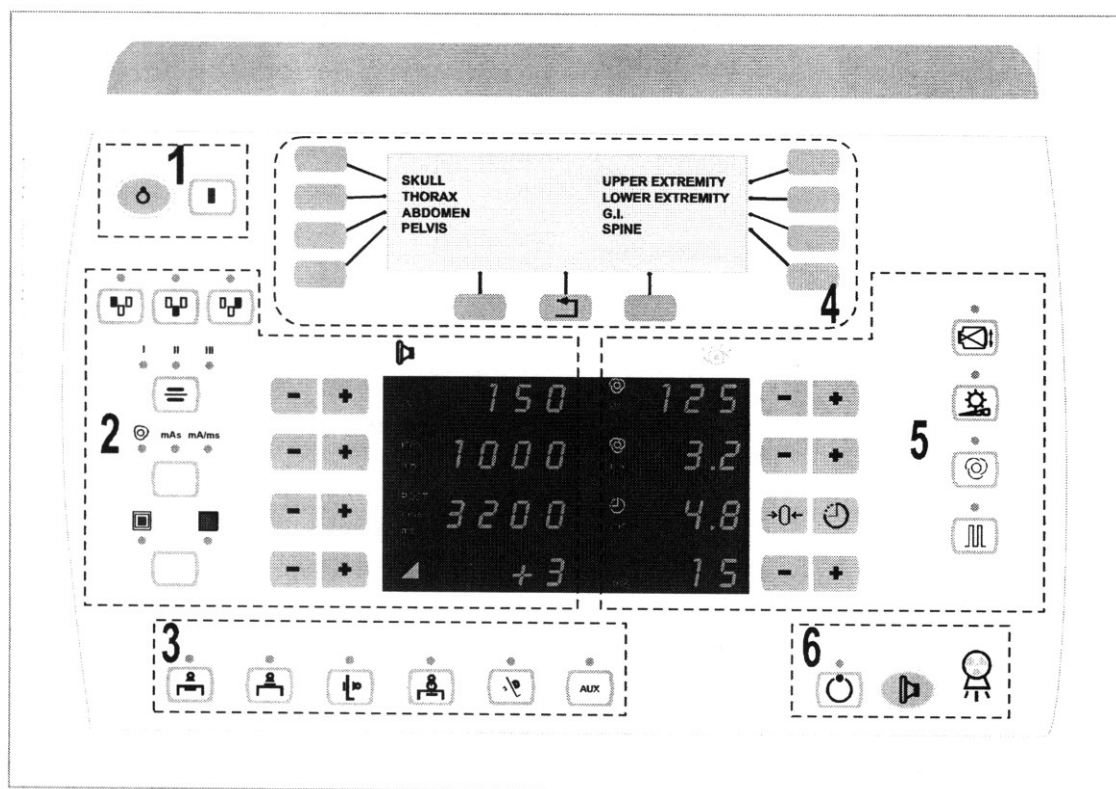 1
SKULL
THORAX
ABDOMEN
PELVIS
UPPER EXTREMITY
LOWER EXTREMITY
G.I.
SPINE
4
I II III
2
mAs mA/ms
150
1000
3200
+3
125
3.2
4.8
15
- +
- +
- +
- +
- +
- +
→0←
- +
5
3
AUX
6